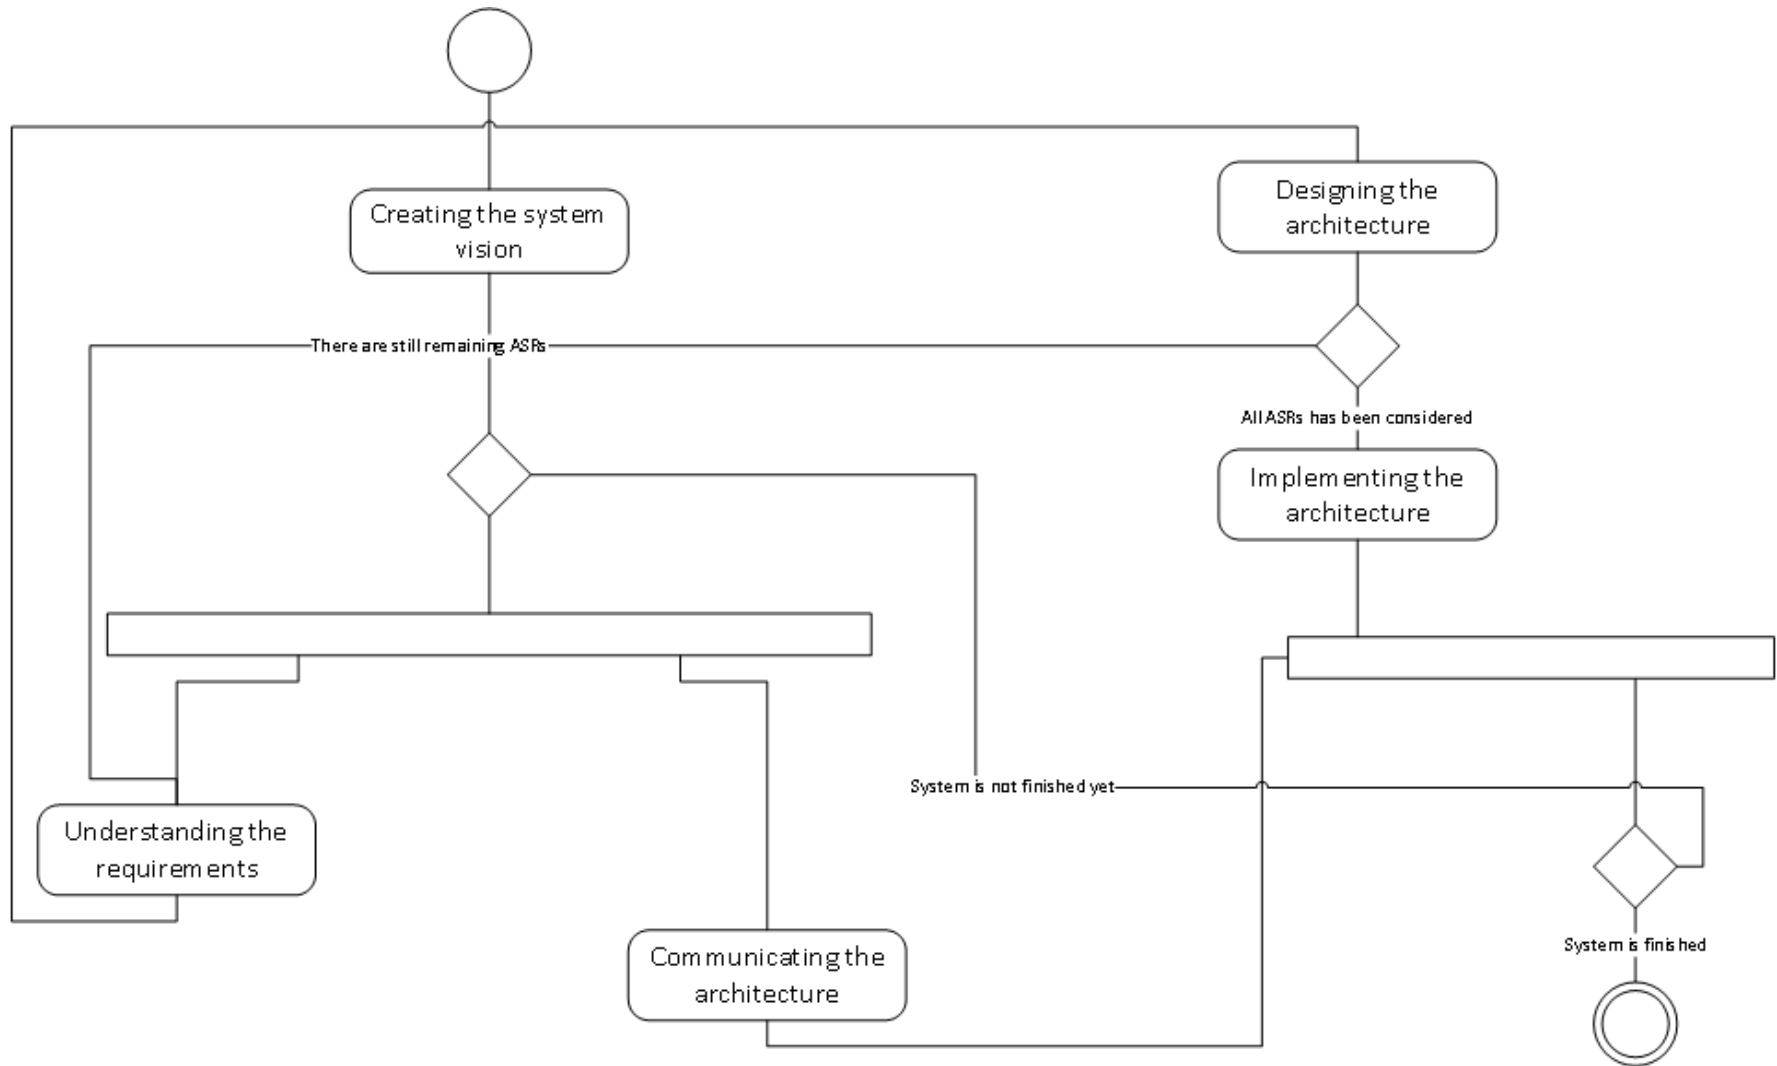 Designing the
architecture
Creating the system
vision
There are still remaining ASRs
All ASRs has been considered
Implementing the
architecture
System is not finished yet
Understanding the
requirements
System is finished
Communicating the
architecture